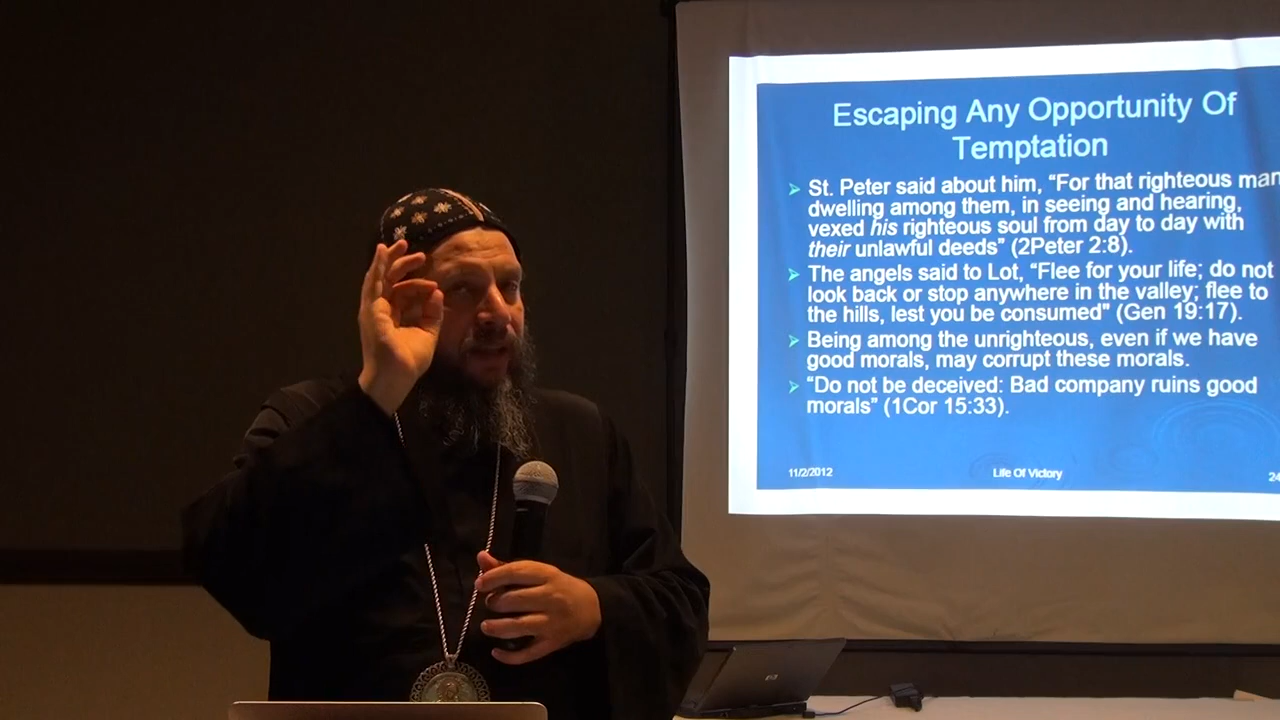 Escaping Any Opportunity Of
Temptation
St. Peter said about him, “For that righteous man
dwelling among them, in seeing and hearing,
vexed his righteous soul from day to day with
their unlawful deeds” (2Peter 2:8).
The angels said to Lot, “Flee for your life; do not
look back or stop anywhere in the valley; flee to
the hills, lest you be consumed” (Gen 19:17).
Being among the unrighteous, even if we have
good morals, may corrupt these morals.
“Do not be deceived: Bad company ruins good
morals” (1Cor 15:33).
11/2/2012 Life Of Victory 24
hp